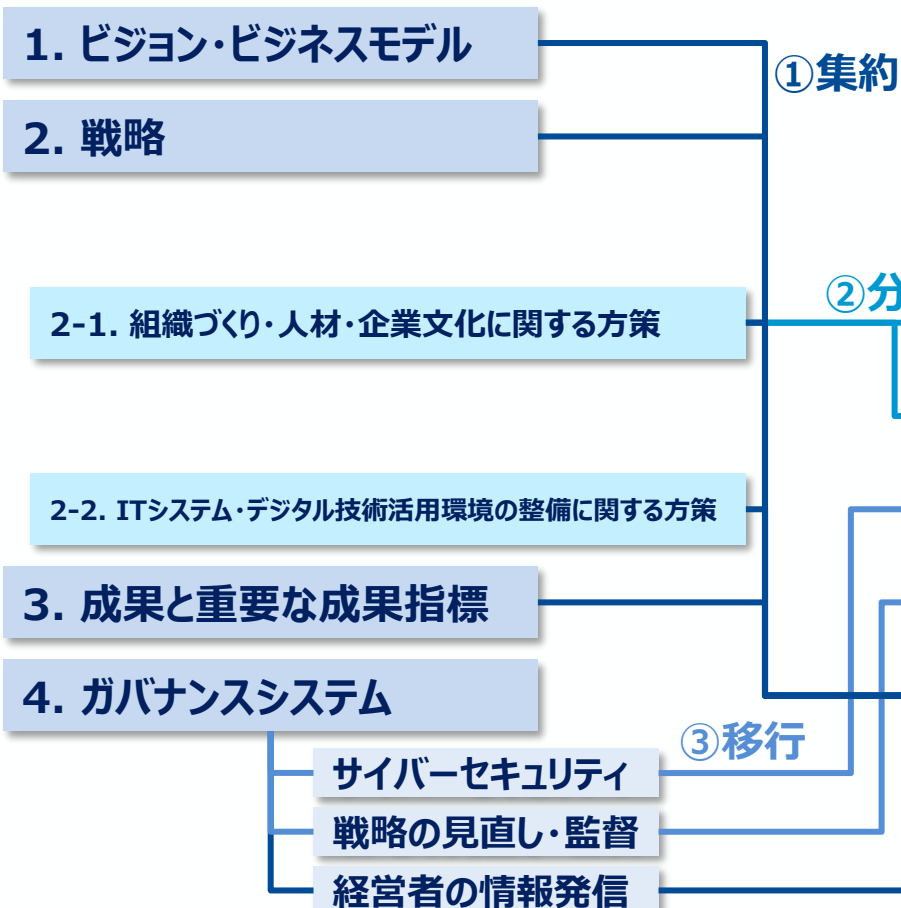 1. ビジョン・ビジネスモデル
①集約
2. 戦略
②分
2-1. 組織づくり・人材・企業文化に関する方策
2-2. ITシステム・デジタル技術活用環境の整備に関する方策
3. 成果と重要な成果指標
4. ガバナンスシステム
③移行
サイバーセキュリティ
戦略の見直し・監督
経営者の情報発信